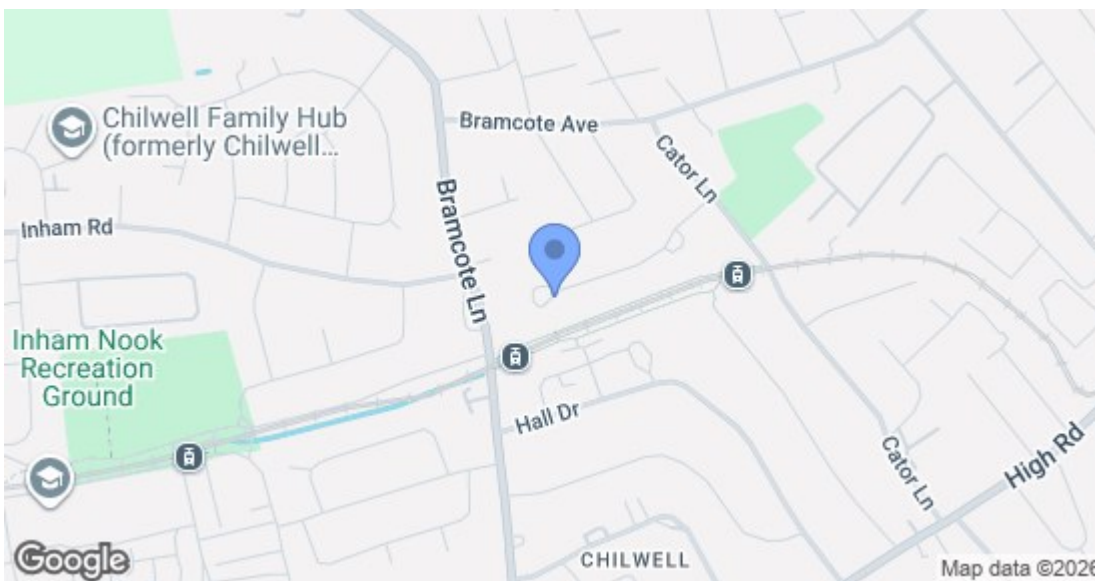 Chilwell Family Hub
(formerly Chilwell...
Bramcote Ave
Cator Ln
Bramcote Ln
Inham Rd
Inham Nook
Recreation
Ground
Hall Dr
Cator Ln
High Rd
CHILWELL
Google
Map data ©2026